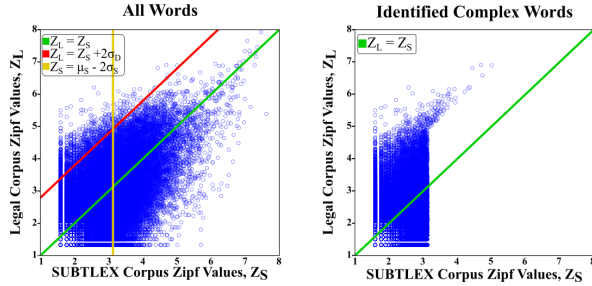 All Words
Z_L = Z_S
Z_L = Z_S +2σ_D
Z_S = μ_S - 2σ_S
Legal Corpus Zipf Values, Z_L
8
7
6
5
4
3
2
1
1 2 3 4 5 6 7 8
SUBTLEX Corpus Zipf Values, Z_S
Identified Complex Words
Z_L = Z_S
Legal Corpus Zipf Values, Z_L
8
7
6
5
4
3
2
1
1 2 3 4 5 6 7 8
SUBTLEX Corpus Zipf Values, Z_S